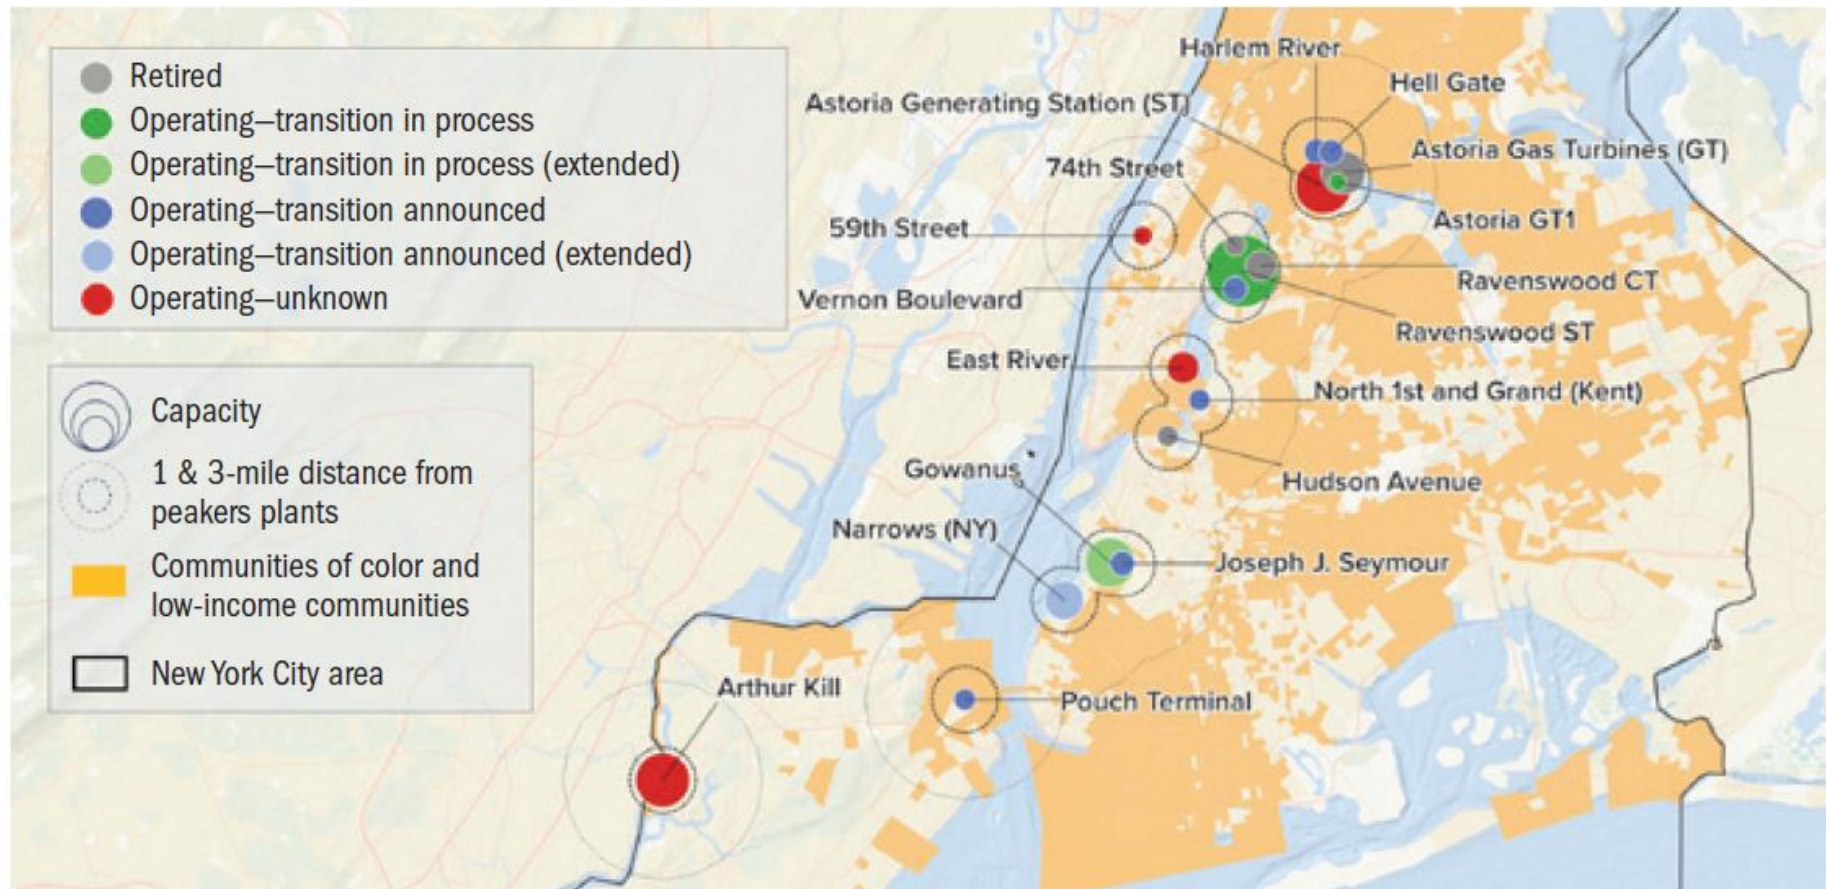 Retired
Operating—transition in process
Operating—transition in process (extended)
Operating—transition announced
Operating—transition announced (extended)
Operating—unknown
Capacity
1 & 3-mile distance from
peakers plants
Communities of color and
low-income communities
New York City area
Harlem River
Hell Gate
Astoria Generating Station (ST)
Astoria Gas Turbines (GT)
74th Street
Astoria GT1
59th Street
Ravenswood CT
Vernon Boulevard
Ravenswood ST
East River
North 1st and Grand (Kent)
Gowanus
Hudson Avenue
Narrows (NY)
Joseph J. Seymour
Arthur Kill
Pouch Terminal